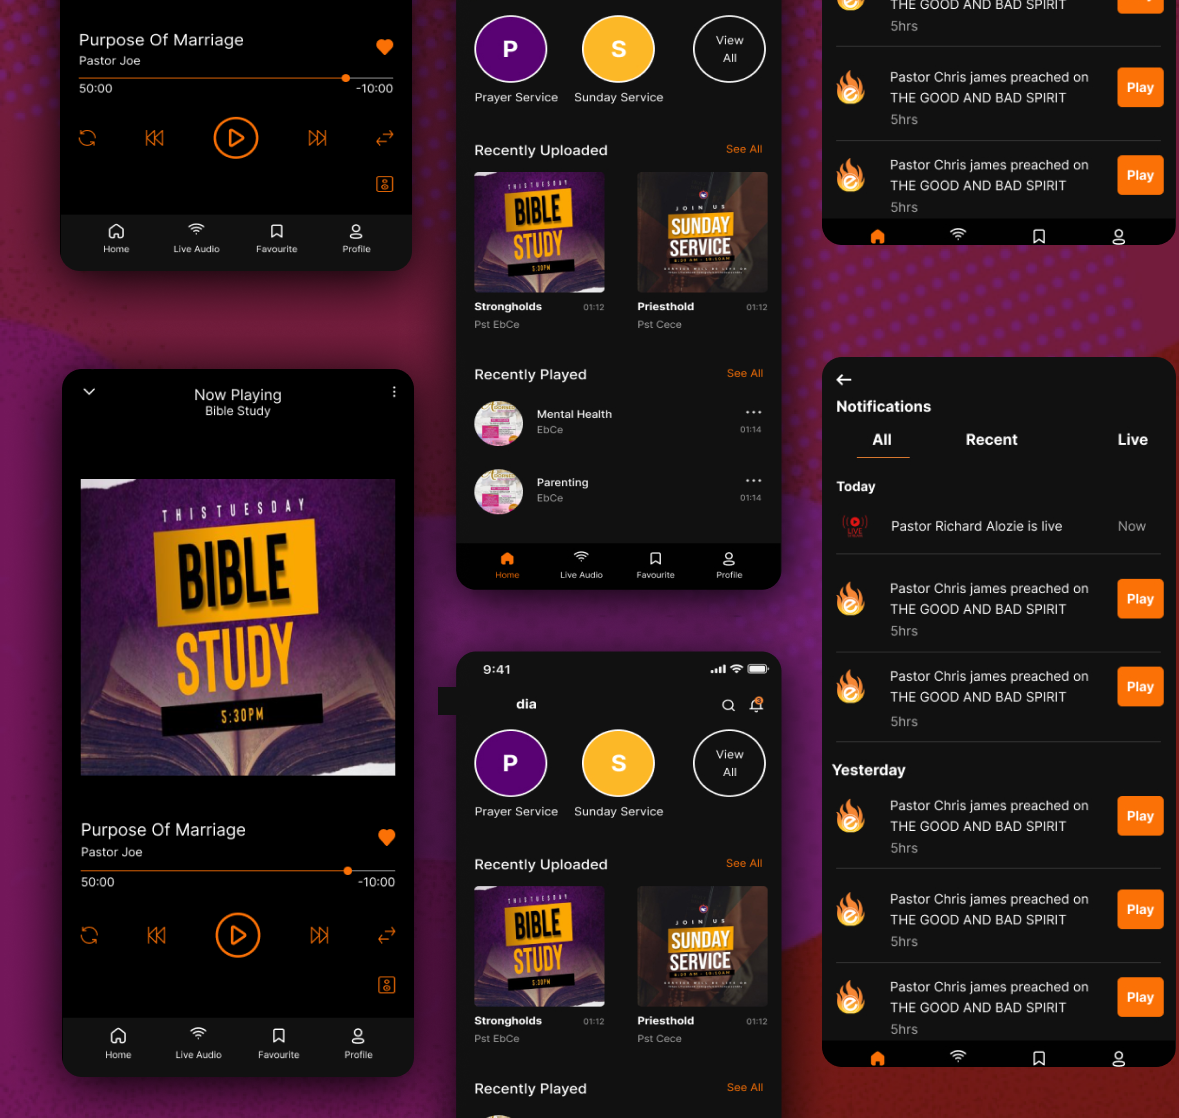 Purpose Of Marriage
Pastor Joe
50:00
-10:00
Home
Live Audio
Favourite
Profile
Now Playing
Bible Study
THIS TUESDAY
BIBLE
STUDY
5:30PM
Purpose Of Marriage
Pastor Joe
50:00
-10:00
Home
Live Audio
Favourite
Profile
P
S
View
All
Prayer Service
Sunday Service
Recently Uploaded
See All
THIS TUESDAY
BIBLE
STUDY
5:30PM
JOIN US
SUNDAY
SERVICE
Strongholds
01:12
Pst EbCe
Priesthold
01:12
Pst Cece
Recently Played
See All
Mental Health
EbCe
01:14
Parenting
EbCe
01:14
Home
Live Audio
Favourite
Profile
9:41
dia
P
S
View
All
Prayer Service
Sunday Service
Recently Uploaded
See All
THIS TUESDAY
BIBLE
STUDY
5:30PM
JOIN US
SUNDAY
SERVICE
Strongholds
01:12
Pst EbCe
Priesthold
01:12
Pst Cece
Recently Played
See All
THE GOOD AND BAD SPIRIT
5hrs
Pastor Chris james preached on
THE GOOD AND BAD SPIRIT
5hrs
Play
Pastor Chris james preached on
THE GOOD AND BAD SPIRIT
5hrs
Play
Notifications
All
Recent
Live
Today
LIVE
Pastor Richard Alozie is live
Now
Pastor Chris james preached on
THE GOOD AND BAD SPIRIT
5hrs
Play
Pastor Chris james preached on
THE GOOD AND BAD SPIRIT
5hrs
Play
Yesterday
Pastor Chris james preached on
THE GOOD AND BAD SPIRIT
5hrs
Play
Pastor Chris james preached on
THE GOOD AND BAD SPIRIT
5hrs
Play
Pastor Chris james preached on
THE GOOD AND BAD SPIRIT
5hrs
Play